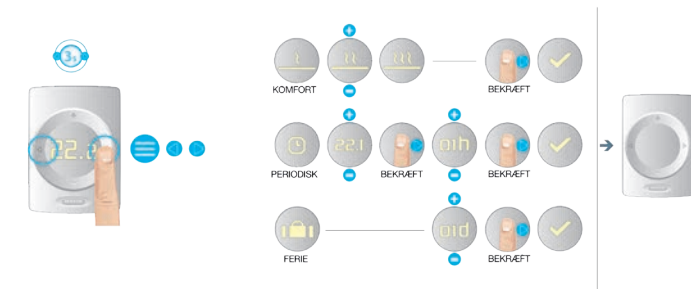 3s
22.2
KOMFORT
BEKRÆFT
22.1
01h
PERIODISK
BEKRÆFT
BEKRÆFT
01d
FERIE
BEKRÆFT